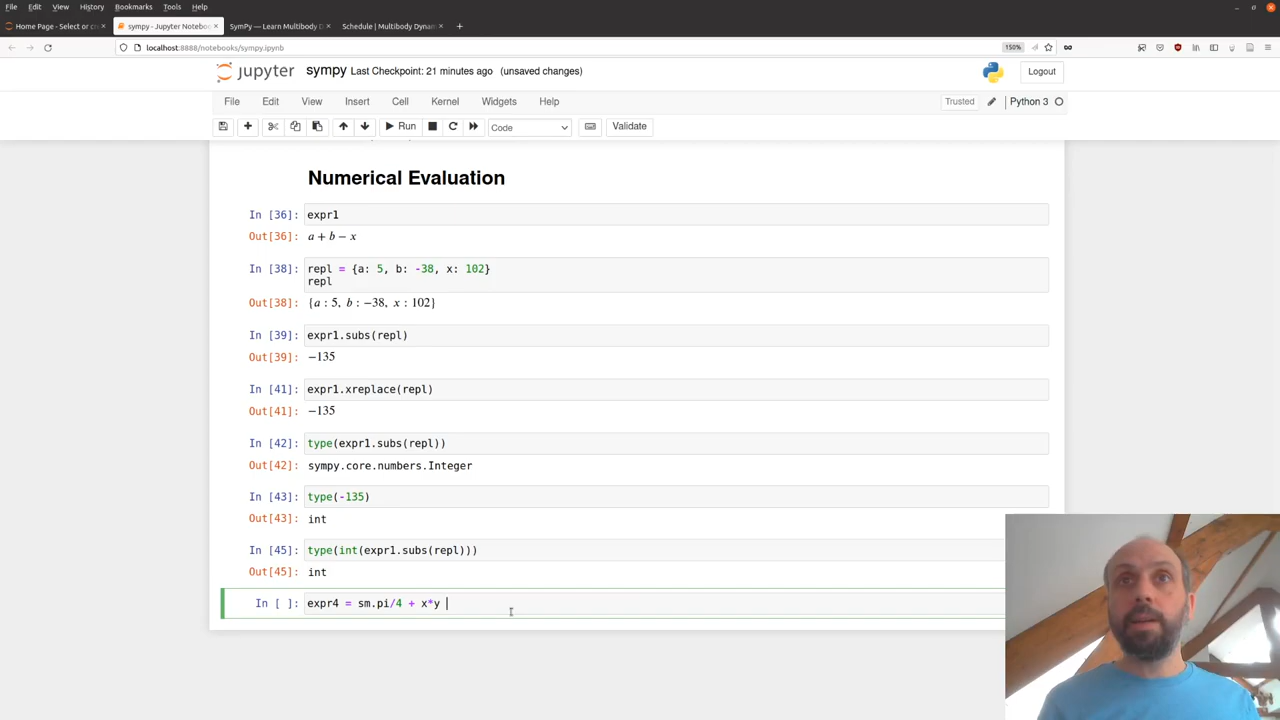 File Edit View History Bookmarks Tools Help
Home Page - Select or c
sympy - Jupyter Noteboo
SymPy — Learn Multibody D
Schedule | Multibody Dynam
localhost:8888/notebooks/sympy.ipynb
150%
jupyter sympy Last Checkpoint: 21 minutes ago (unsaved changes)
Logout
File Edit View Insert Cell Kernel Widgets Help
Trusted
Python 3
Run
Code
Validate
Numerical Evaluation
In [36]: expr1
Out[36]: a + b − x
In [38]: repl = {a: 5, b: -38, x: 102}
repl
Out[38]: {a : 5, b : −38, x : 102}
In [39]: expr1.subs(repl)
Out[39]: −135
In [41]: expr1.xreplace(repl)
Out[41]: −135
In [42]: type(expr1.subs(repl))
Out[42]: sympy.core.numbers.Integer
In [43]: type(-135)
Out[43]: int
In [45]: type(int(expr1.subs(repl)))
Out[45]: int
In [ ]: expr4 = sm.pi/4 + x*y